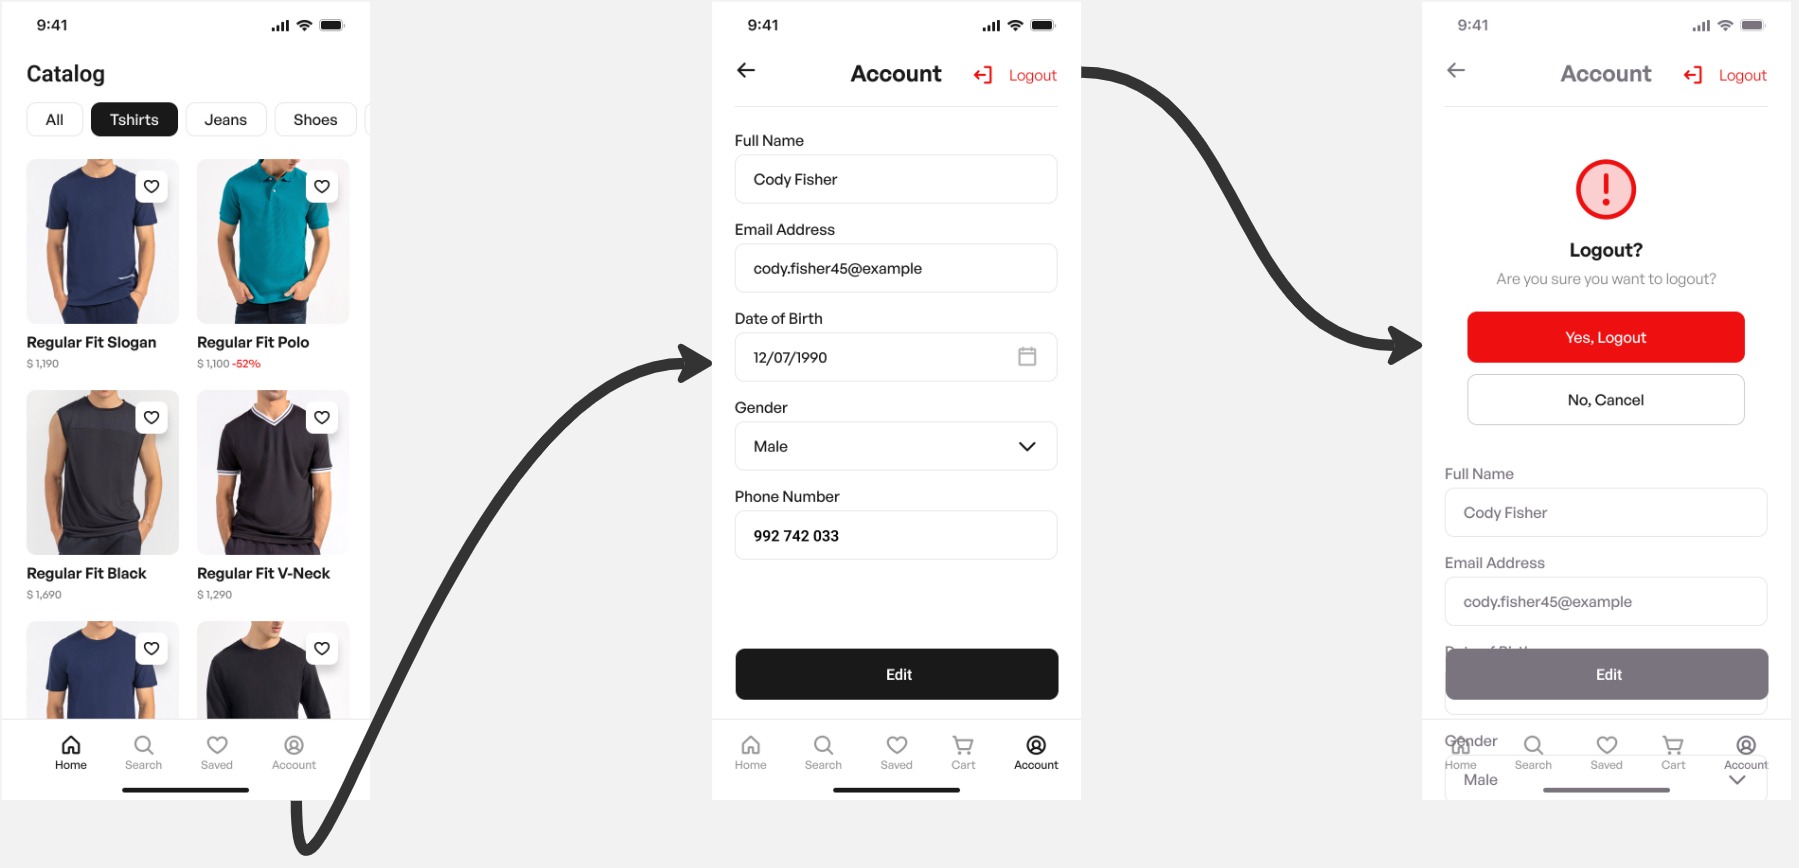 9:41
Catalog
All
Tshirts
Jeans
Shoes
Regular Fit Slogan
Regular Fit Polo
$ 1,190
$ 1,100 -52%
Regular Fit Black
Regular Fit V-Neck
$ 1,690
$ 1,290
Home
Search
Saved
Account
9:41
Account
Logout
Full Name
Cody Fisher
Email Address
cody.fisher45@example
Date of Birth
12/07/1990
Gender
Male
Phone Number
992 742 033
Edit
Home
Search
Saved
Cart
Account
9:41
Account
Logout
Logout?
Are you sure you want to logout?
Yes, Logout
No, Cancel
Full Name
Cody Fisher
Email Address
cody.fisher45@example
Date of Birth
Edit
Gender
Home
Search
Saved
Cart
Account
Male